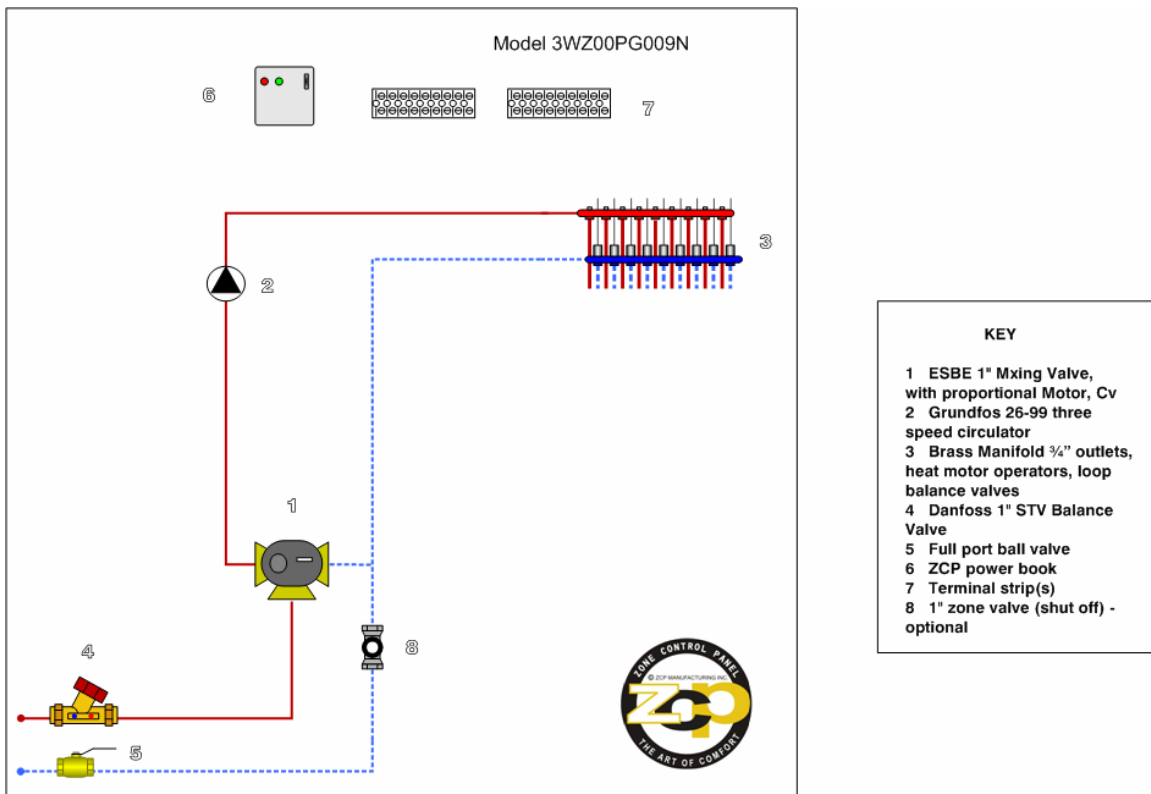 Model 3WZ00PG009N
6
7
3
2
1
8
4
5
ZONE CONTROL PANEL
© ZCP MANUFACTURING INC.
zcp
THE ART OF COMFORT
KEY
1 ESBE 1" Mxing Valve,
with proportional Motor, Cv
2 Grundfos 26-99 three
speed circulator
3 Brass Manifold ¾” outlets,
heat motor operators, loop
balance valves
4 Danfoss 1" STV Balance
Valve
5 Full port ball valve
6 ZCP power book
7 Terminal strip(s)
8 1" zone valve (shut off) -
optional